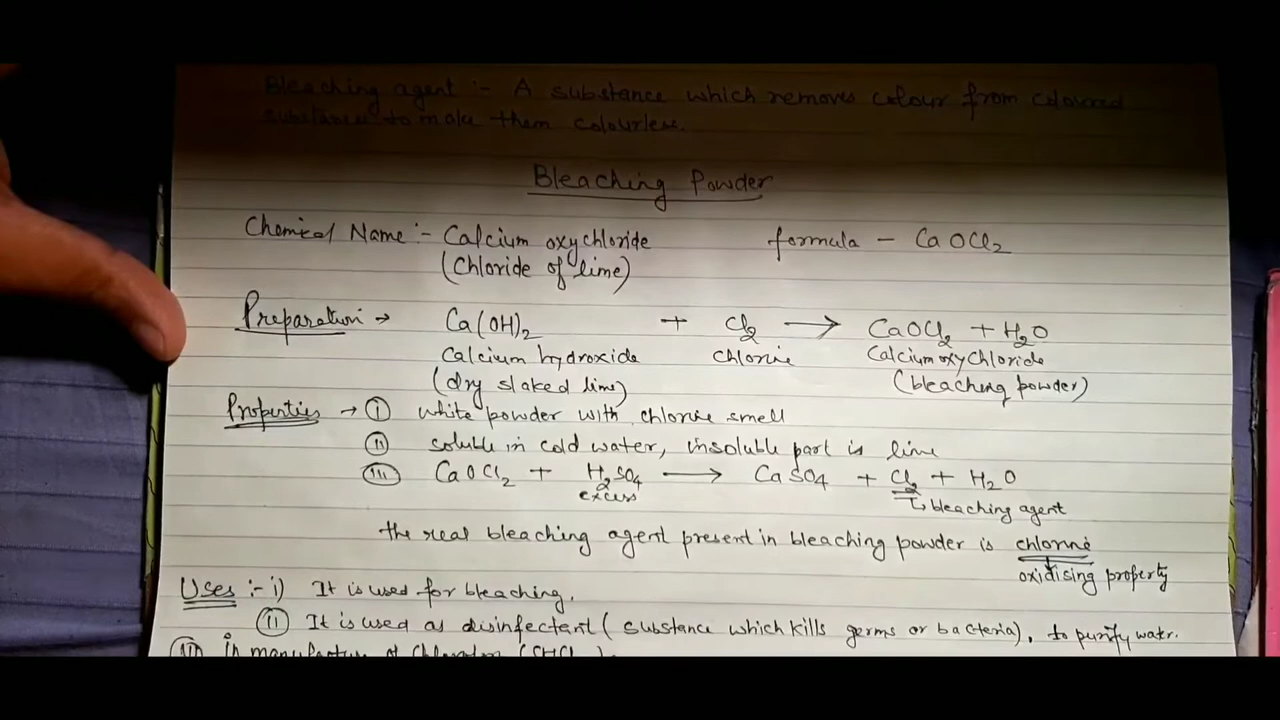 Bleaching agent :- A substance which removes colour from coloured
substance to make them colourless.
Bleaching Powder
Chemical Name :- Calcium oxychloride formula - CaOCl2
(Chloride of lime)
Preparation → Ca(OH)2 + Cl2 → CaOCl2 + H2O
Calcium hydroxide chlorine Calcium oxychloride
(dry slaked lime) (bleaching powder)
Properties → (I) white powder with chlorine smell
(II) soluble in cold water, insoluble part is lime
(III) CaOCl2 + H2SO4 → CaSO4 + Cl2 + H2O
excess ↳ bleaching agent
the real bleaching agent present in bleaching powder is chlorine
oxidising property
Uses :- i) It is used for bleaching.
(II) It is used as disinfectant ( substance which kills germs or bacteria), to purify water.
(III) in manufacture of